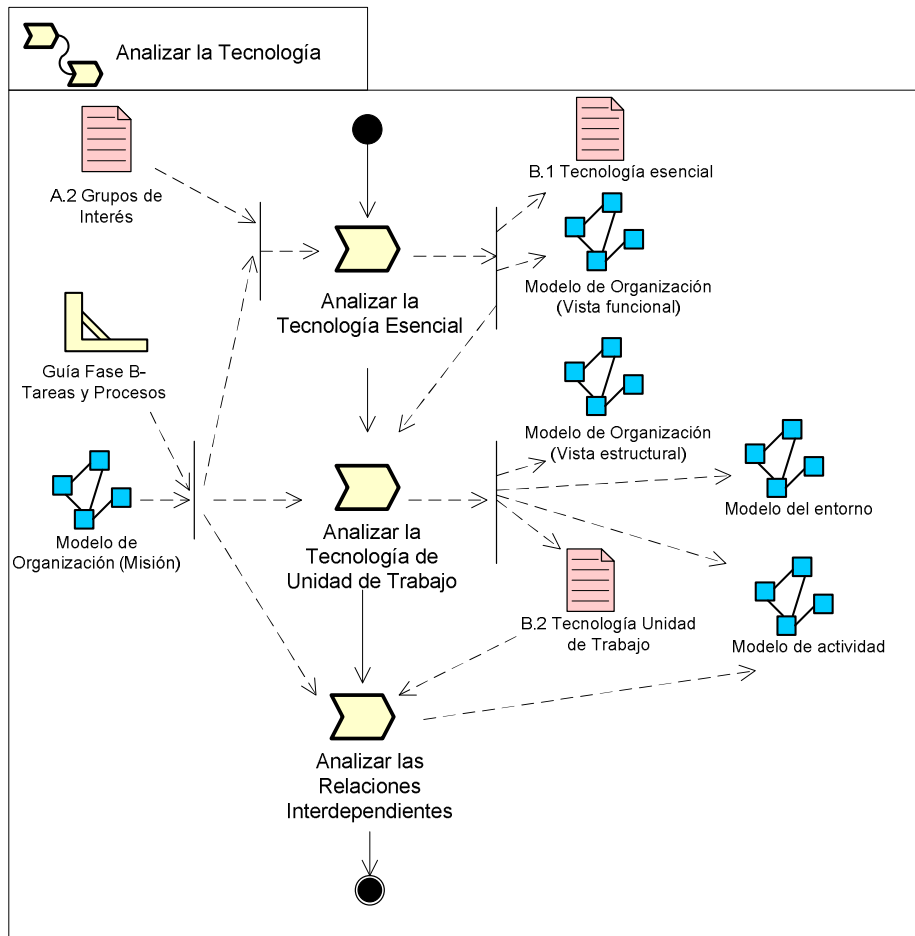 Analizar la Tecnología
A.2 Grupos de
Interés
B.1 Tecnología esencial
Modelo de Organización
(Vista funcional)
Analizar la
Tecnología Esencial
Guía Fase B-
Tareas y Procesos
Modelo de Organización
(Vista estructural)
Modelo de
Organización (Misión)
Analizar la
Tecnología de
Unidad de Trabajo
Modelo del entorno
B.2 Tecnología Unidad
de Trabajo
Modelo de actividad
Analizar las
Relaciones
Interdependientes